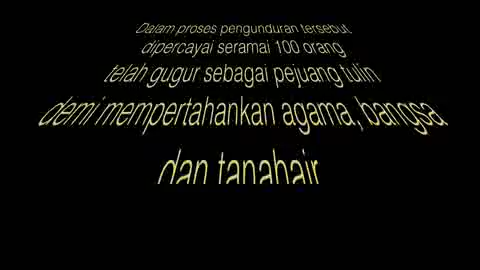 Dalam proses pengunduran tersebut,
dipercayai seramai 100 orang
telah gugur sebagai pejuang tulin
demi mempertahankan agama, bangsa
dan tanahair